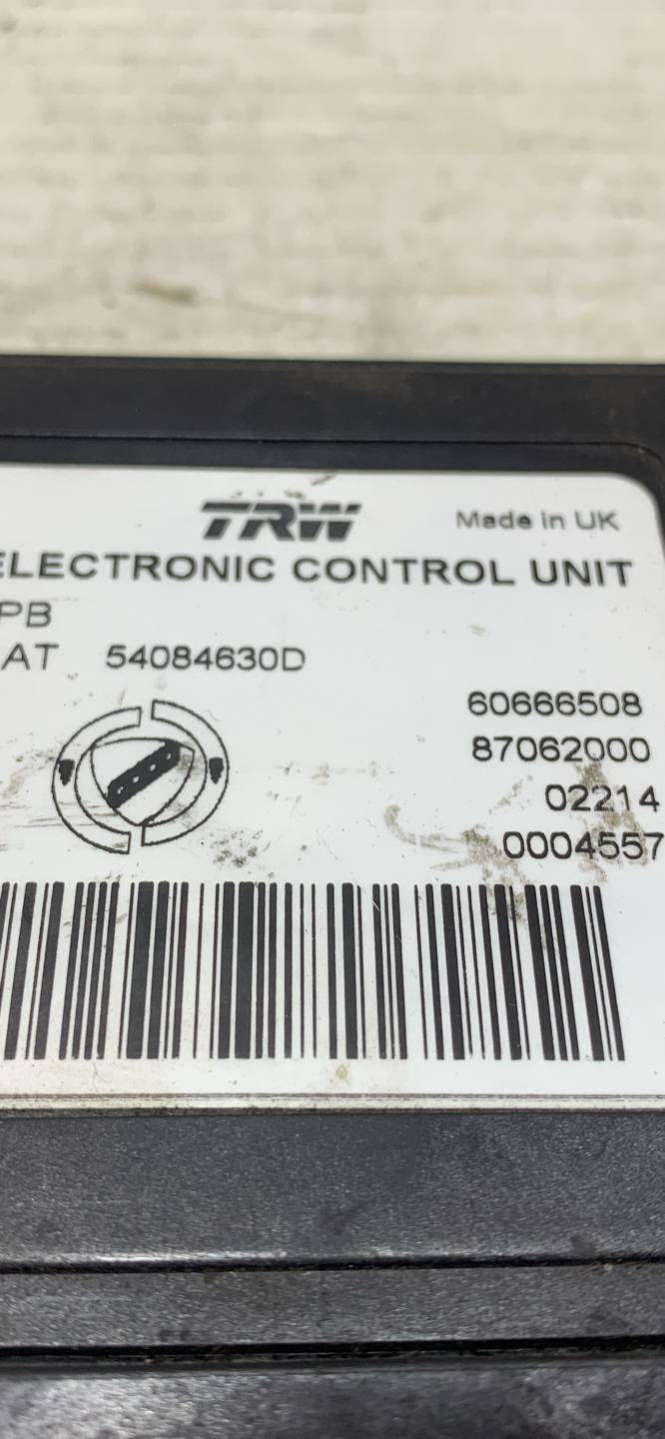 TRW
Made in UK
ELECTRONIC CONTROL UNIT
PB
AT 54084630D
60666508
87062000
02214
0004557